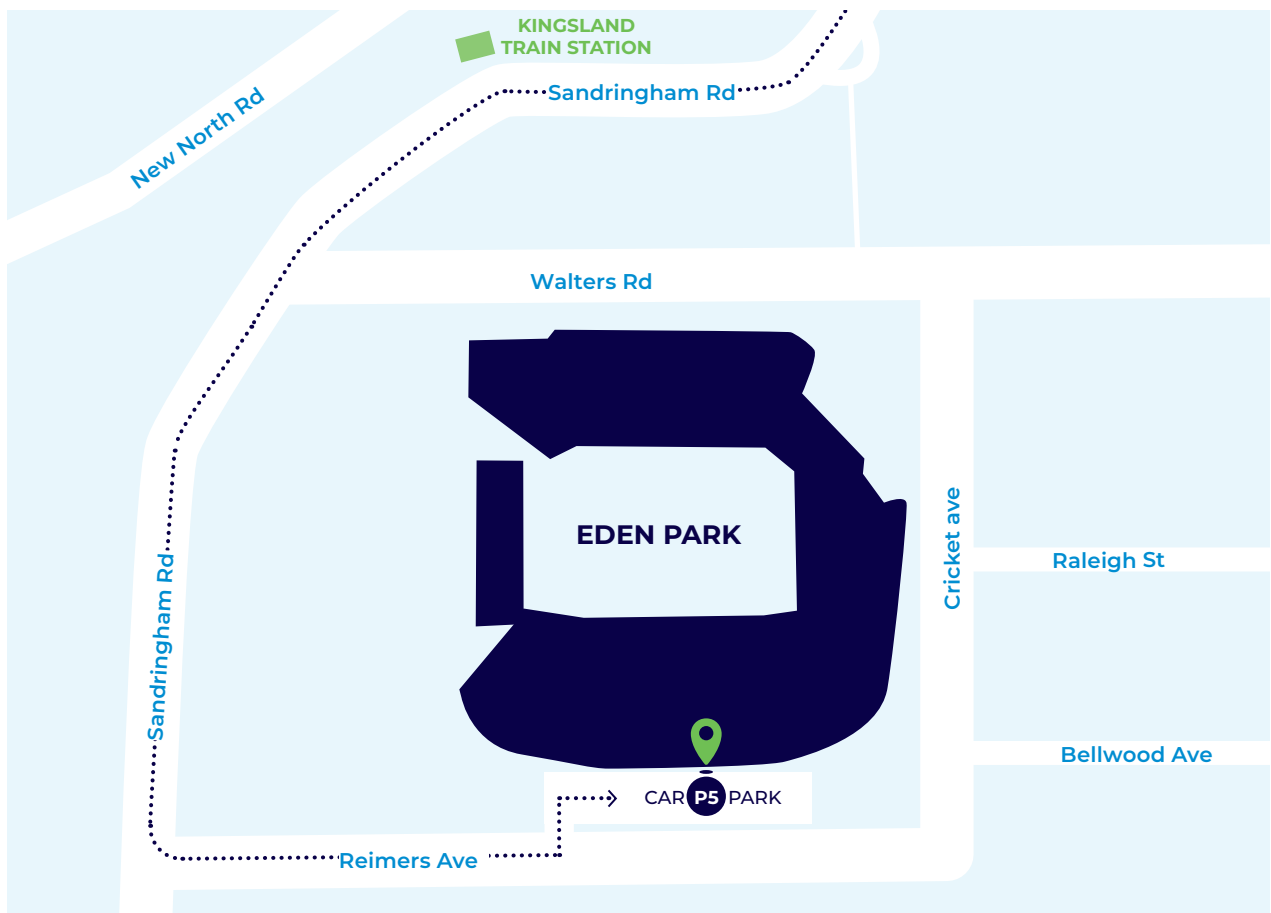 KINGSLAND
TRAIN STATION
Sandringham Rd
New North Rd
Walters Rd
EDEN PARK
Cricket ave
Raleigh St
Sandringham Rd
Bellwood Ave
CAR P5 PARK
Reimers Ave